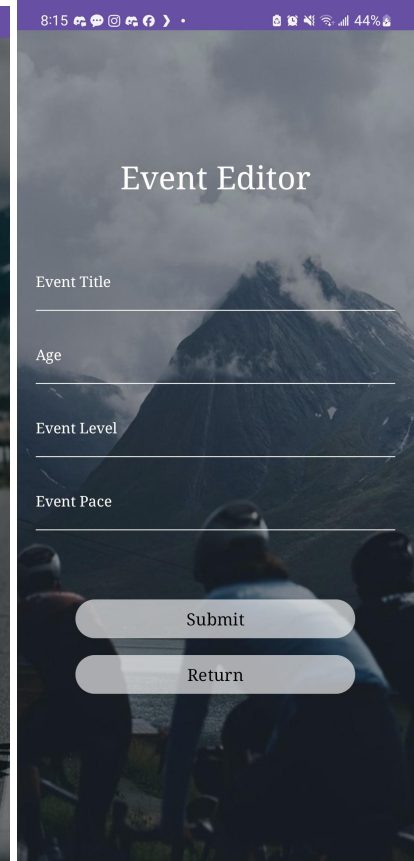 8:15
44%
Event Editor
Event Title
Age
Event Level
Event Pace
Submit
Return